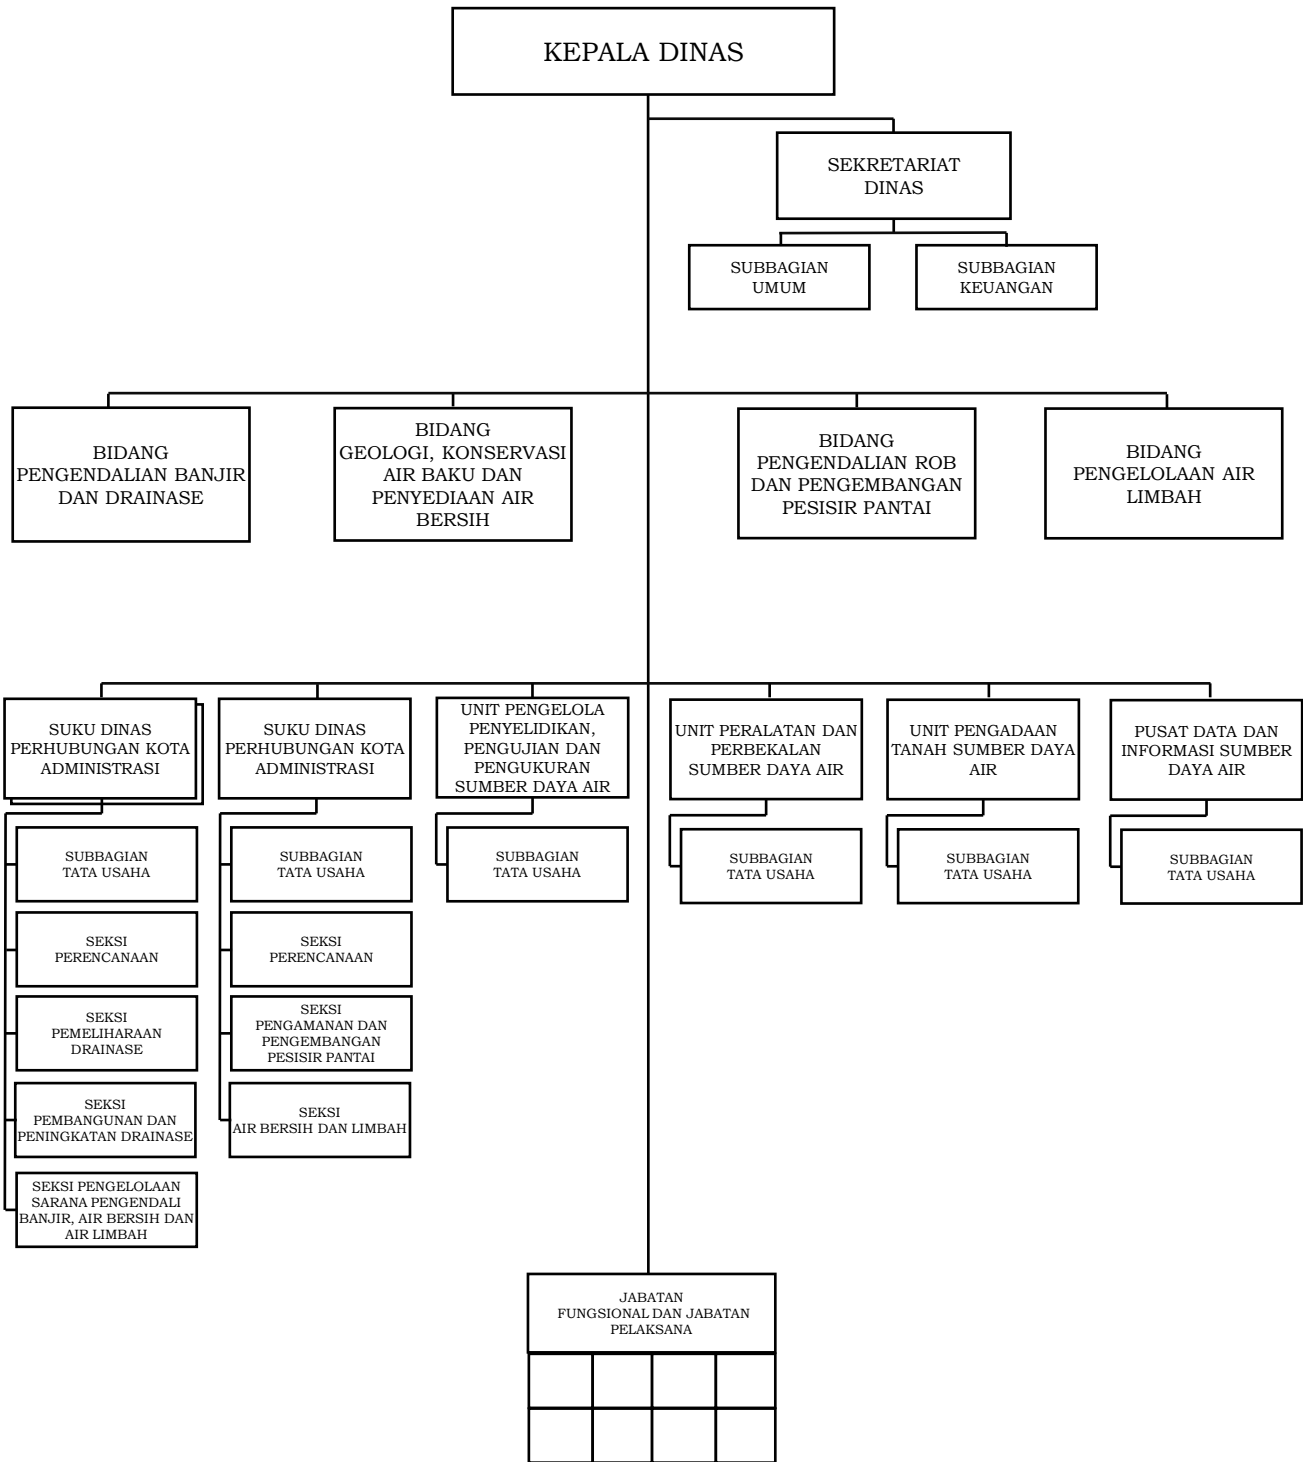 KEPALA DINAS
SEKRETARIAT
DINAS
SUBBAGIAN
UMUM
SUBBAGIAN
KEUANGAN
BIDANG
PENGENDALIAN BANJIR
DAN DRAINASE
BIDANG
GEOLOGI, KONSERVASI
AIR BAKU DAN
PENYEDIAAN AIR
BERSIH
BIDANG
PENGENDALIAN ROB
DAN PENGEMBANGAN
PESISIR PANTAI
BIDANG
PENGELOLAAN AIR
LIMBAH
SUKU DINAS
PERHUBUNGAN KOTA
ADMINISTRASI
SUKU DINAS
PERHUBUNGAN KOTA
ADMINISTRASI
UNIT PENGELOLA
PENYELIDIKAN,
PENGUJIAN DAN
PENGUKURAN
SUMBER DAYA AIR
UNIT PERALATAN DAN
PERBEKALAN
SUMBER DAYA AIR
UNIT PENGADAAN
TANAH SUMBER DAYA
AIR
PUSAT DATA DAN
INFORMASI SUMBER
DAYA AIR
SUBBAGIAN
TATA USAHA
SUBBAGIAN
TATA USAHA
SUBBAGIAN
TATA USAHA
SUBBAGIAN
TATA USAHA
SUBBAGIAN
TATA USAHA
SUBBAGIAN
TATA USAHA
SEKSI
PERENCANAAN
SEKSI
PERENCANAAN
SEKSI
PEMELIHARAAN
DRAINASE
SEKSI
PENGAMANAN DAN
PENGEMBANGAN
PESISIR PANTAI
SEKSI
PEMBANGUNAN DAN
PENINGKATAN DRAINASE
SEKSI
AIR BERSIH DAN LIMBAH
SEKSI PENGELOLAAN
SARANA PENGENDALI
BANJIR, AIR BERSIH DAN
AIR LIMBAH
JABATAN
FUNGSIONAL DAN JABATAN
PELAKSANA